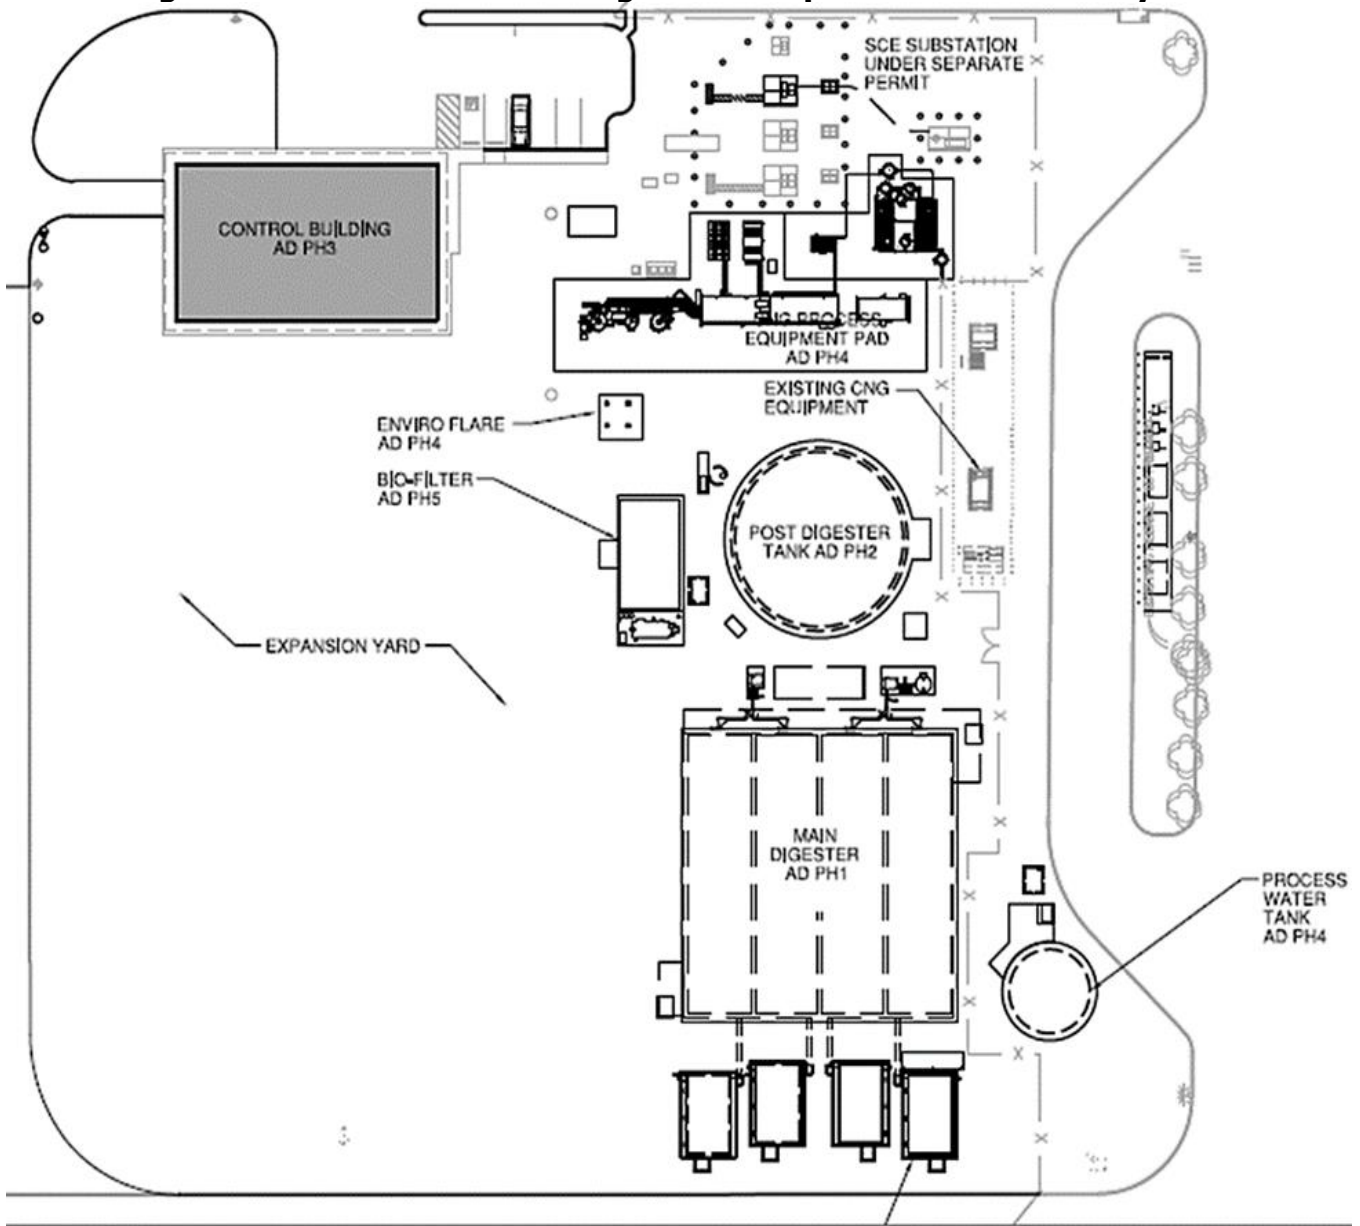 SCE SUBSTATION
UNDER SEPARATE
PERMIT
CONTROL BUILDING
AD PH3
PROCESS
EQUIPMENT PAD
AD PH4
EXISTING CNG
EQUIPMENT
ENVIRO FLARE
AD PH4
BIO-FILTER
AD PH5
POST DIGESTER
TANK AD PH2
EXPANSION YARD
MAIN
DIGESTER
AD PH1
PROCESS
WATER
TANK
AD PH4